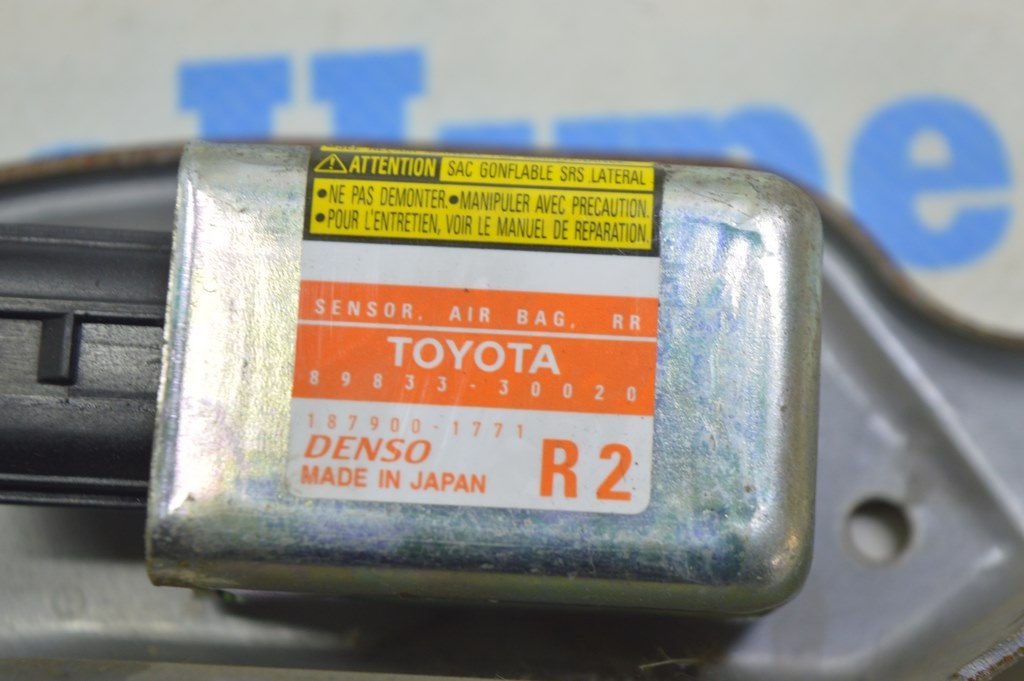 ATTENTION SAC GONFLABLE SRS LATERAL
•NE PAS DEMONTER.•MANIPULER AVEC PRECAUTION.
•POUR L'ENTRETIEN, VOIR LE MANUEL DE REPARATION.
SENSOR, AIR BAG, RR
TOYOTA
89833-30020
187900-1771
DENSO R2
MADE IN JAPAN